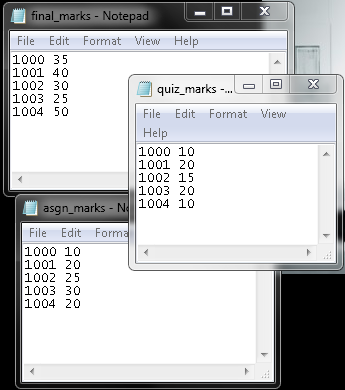 final_marks - Notepad
File Edit Format View Help
1000 35
1001 40
1002 30
1003 25
1004 50
quiz_marks -...
File Edit Format View
Help
1000 10
1001 20
1002 15
1003 20
1004 10
asgn_marks - No
File Edit Forma
1000 10
1001 20
1002 25
1003 30
1004 20